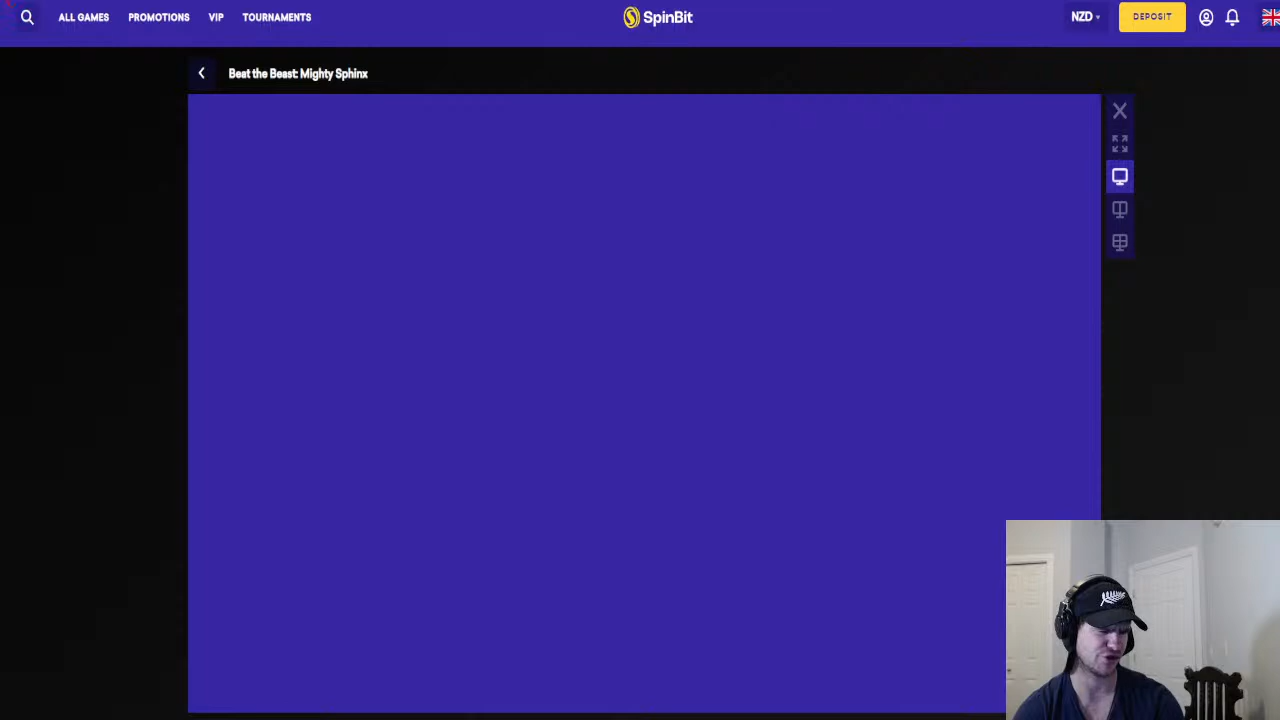 ALL GAMES PROMOTIONS VIP TOURNAMENTS SpinBit NZD DEPOSIT
Beat the Beast: Mighty Sphinx